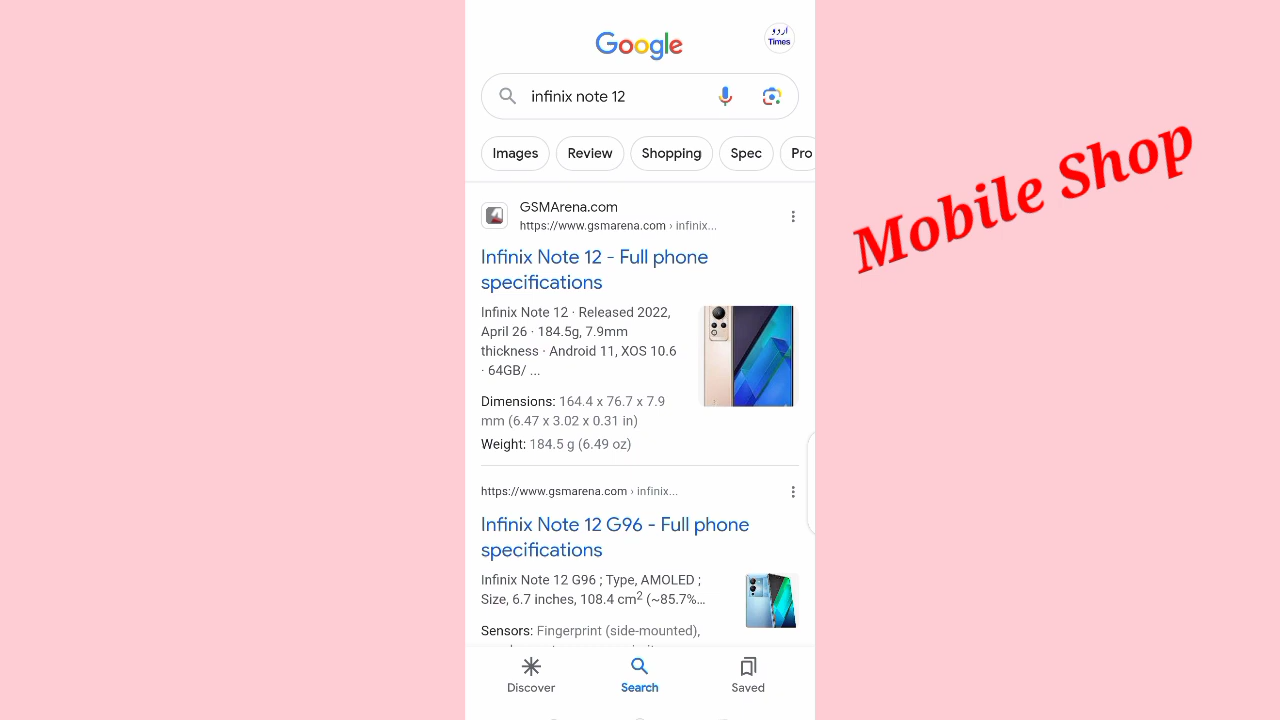 Google
اردو
Times
infinix note 12
Images
Review
Shopping
Spec
Pro
Mobile Shop
GSMArena.com
https://www.gsmarena.com › infinix...
Infinix Note 12 - Full phone
specifications
Infinix Note 12 · Released 2022,
April 26 · 184.5g, 7.9mm
thickness · Android 11, XOS 10.6
· 64GB/ ...
Dimensions: 164.4 x 76.7 x 7.9
mm (6.47 x 3.02 x 0.31 in)
Weight: 184.5 g (6.49 oz)
https://www.gsmarena.com › infinix...
Infinix Note 12 G96 - Full phone
specifications
Infinix Note 12 G96 ; Type, AMOLED ;
Size, 6.7 inches, 108.4 cm² (~85.7%...
Sensors: Fingerprint (side-mounted),
Discover
Search
Saved